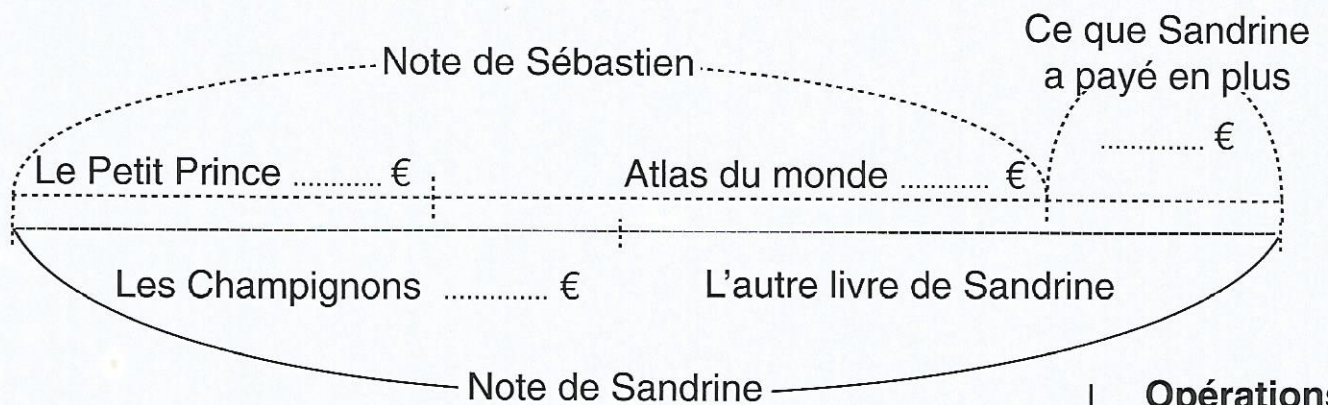 Ce que Sandrine
a payé en plus
Note de Sébastien
............ €
Le Petit Prince .......... € Atlas du monde .......... €
Les Champignons ............ € L'autre livre de Sandrine
Note de Sandrine
Opérations